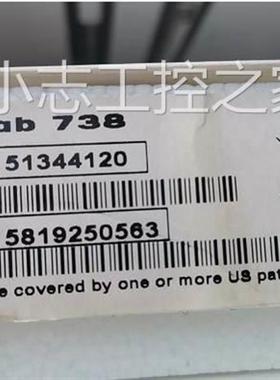 小志工控之家
ab 738
51344120
5819250563
e covered by one or more US pat